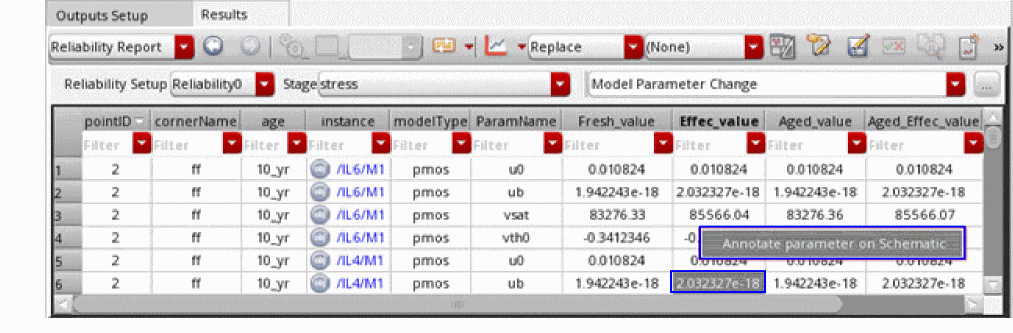 Outputs Setup Results
Reliability Report Replace (None) »
Reliability Setup Reliability0 Stage stress Model Parameter Change ...
pointID cornerName age instance modelType ParamName Fresh_value Effec_value Aged_value Aged_Effec_value
Filter Filter Filter Filter Filter Filter Filter Filter Filter Filter
1 2 ff 10_yr /IL6/M1 pmos u0 0.010824 0.010824 0.010824 0.010824
2 2 ff 10_yr /IL6/M1 pmos ub 1.942243e-18 2.032327e-18 1.942243e-18 2.032327e-18
3 2 ff 10_yr /IL6/M1 pmos vsat 83276.33 85566.04 83276.36 85566.07
4 2 ff 10_yr /IL6/M1 pmos vth0 -0.3412346 Annotate parameter on Schematic
5 2 ff 10_yr /IL4/M1 pmos u0 0.010824 0.010824 0.010824 0.010824
6 2 ff 10_yr /IL4/M1 pmos ub 1.942243e-18 2.032327e-18 1.942243e-18 2.032327e-18